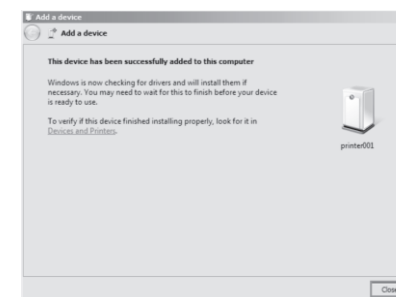 Add a device
Add a device
This device has been successfully added to this computer
Windows is now checking for drivers and will install them if
necessary. You may need to wait for this to finish before your device
is ready to use.
To verify if this device finished installing properly, look for it in
Devices and Printers.
printer001
Close